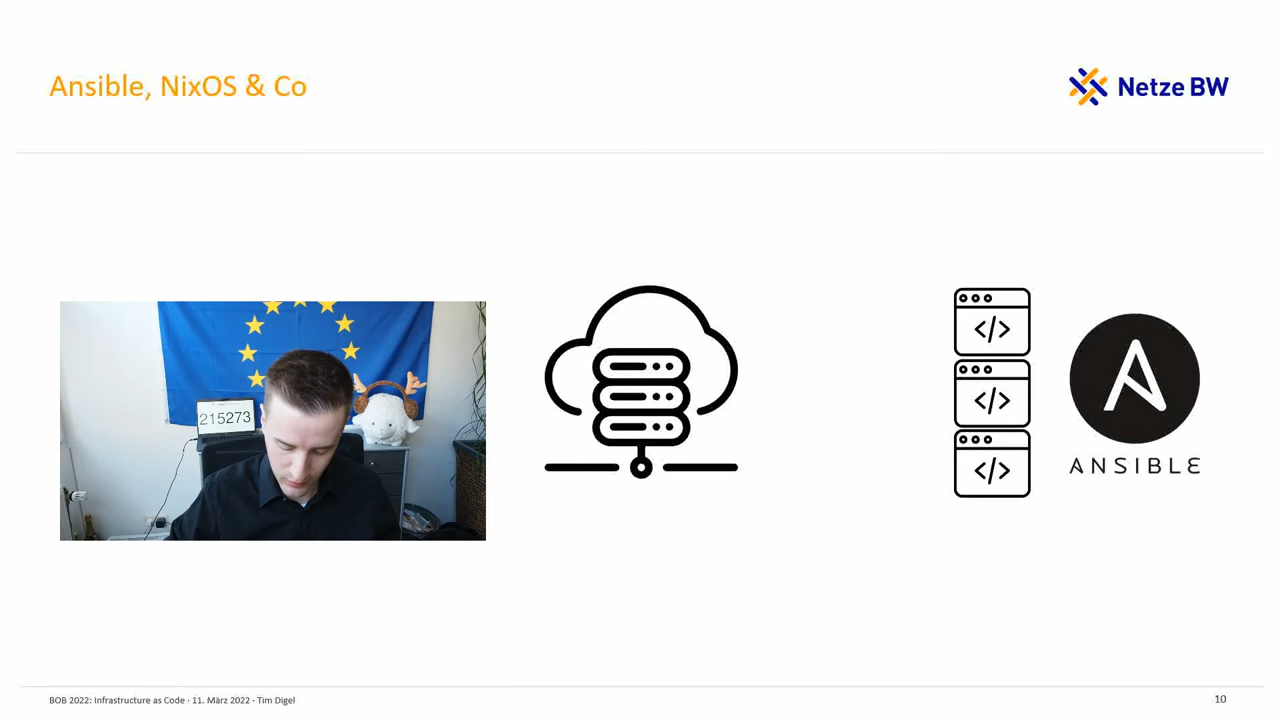 Ansible, NixOS & Co
Netze BW
215273
</>
</>
</>
ANSIBLE
BOB 2022: Infrastructure as Code · 11. März 2022 · Tim Digel
10